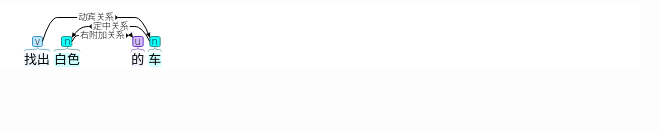 动宾关系
定中关系
右附加关系
v n u n
找出 白色 的 车